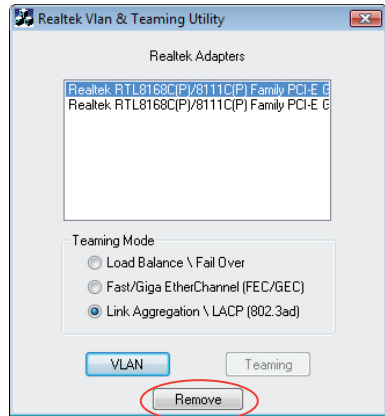 Realtek Vlan & Teaming Utility
Realtek Adapters
Realtek RTL8168C(P)/8111C(P) Family PCI-E G
Realtek RTL8168C(P)/8111C(P) Family PCI-E G
Teaming Mode
Load Balance \ Fail Over
Fast/Giga EtherChannel (FEC/GEC)
Link Aggregation \ LACP (802.3ad)
VLAN
Teaming
Remove